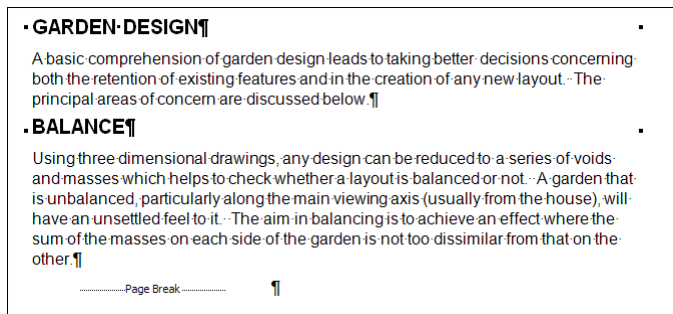 GARDEN DESIGN¶
A basic comprehension of garden design leads to taking better decisions concerning
both the retention of existing features and in the creation of any new layout.  The
principal areas of concern are discussed below.¶
BALANCE¶
Using three dimensional drawings, any design can be reduced to a series of voids
and masses which helps to check whether a layout is balanced or not.  A garden that
is unbalanced, particularly along the main viewing axis (usually from the house), will
have an unsettled feel to it.  The aim in balancing is to achieve an effect where the
sum of the masses on each side of the garden is not too dissimilar from that on the
other.¶
Page Break ¶